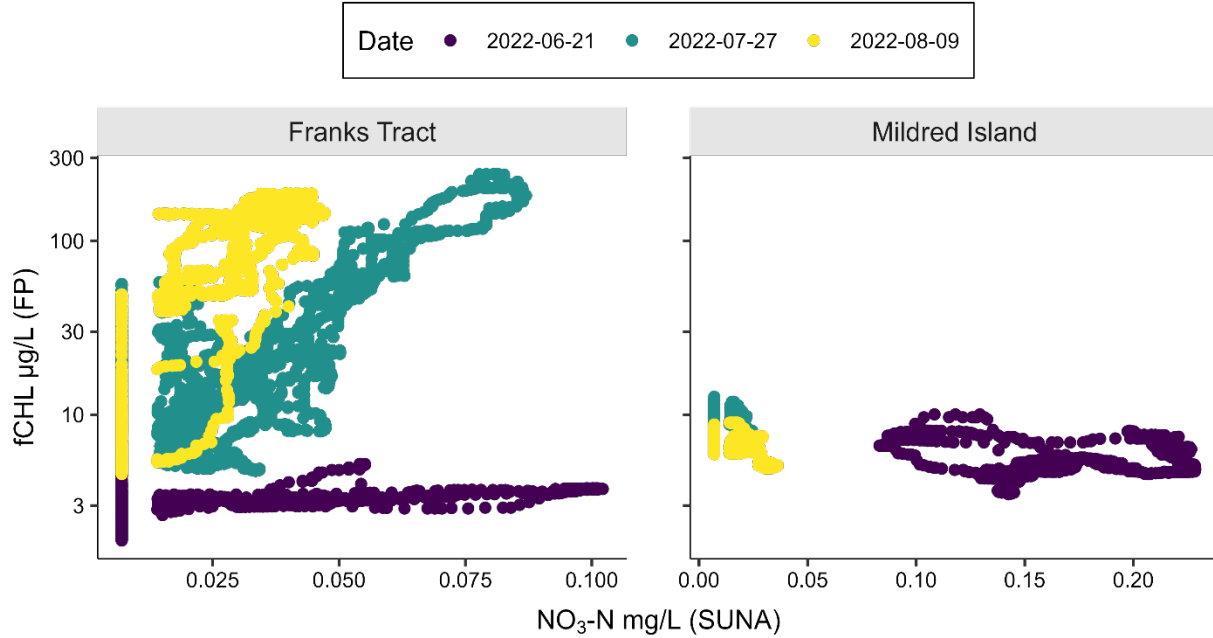 Date 2022-06-21 2022-07-27 2022-08-09
Franks Tract
Mildred Island
300
100
30
10
3
fCHL µg/L (FP)
0.025 0.050 0.075 0.100
0.00 0.05 0.10 0.15 0.20
NO₃-N mg/L (SUNA)